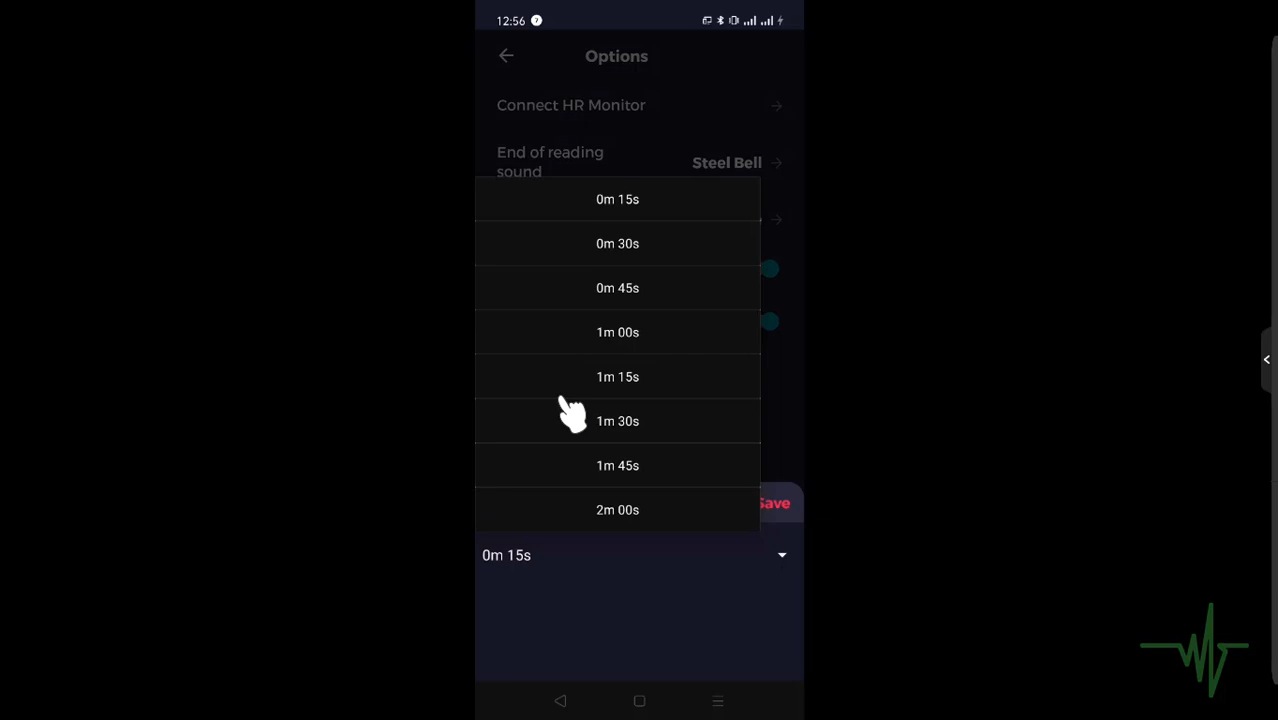 12:56 7
Options
Connect HR Monitor
End of reading
sound
Steel Bell
0m 15s
0m 30s
0m 45s
1m 00s
1m 15s
1m 30s
1m 45s
2m 00s
Save
0m 15s